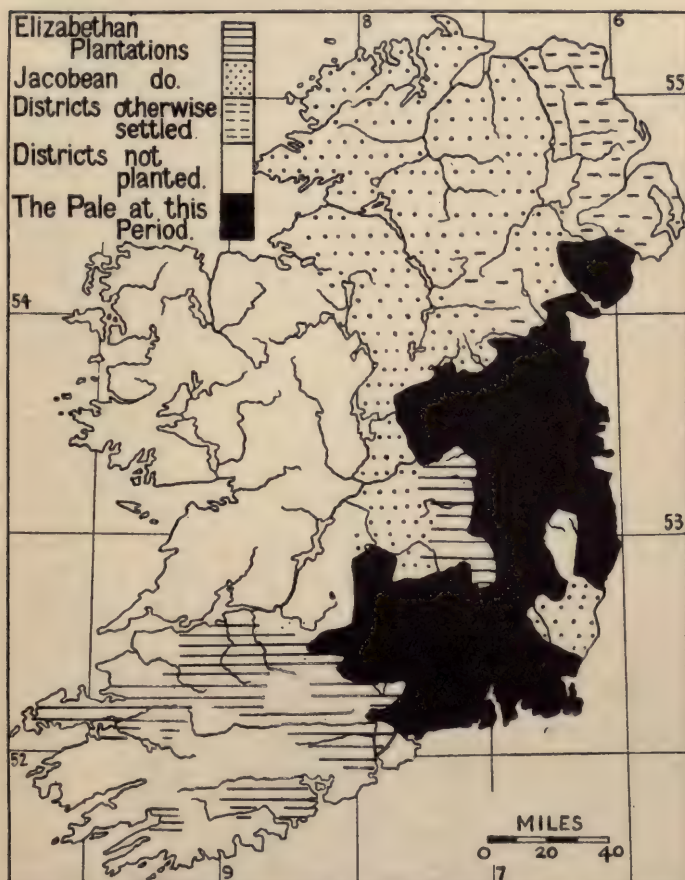 Elizabethan
Plantations
Jacobean do.
Districts otherwise
settled.
Districts not
planted.
The Pale at this
Period.
8
6
55
54
53
52
MILES
0 20 40
9
7